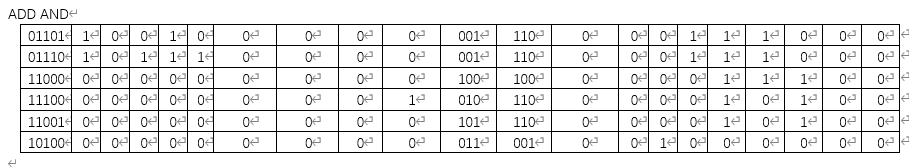 ADD AND↵
01101↵ 1↵ 0↵ 0↵ 1↵ 0↵ 0↵ 0↵ 0↵ 0↵ 001↵ 110↵ 0↵ 0↵ 0↵ 1↵ 1↵ 1↵ 0↵ 0↵ 0↵
01110↵ 1↵ 0↵ 1↵ 1↵ 1↵ 0↵ 0↵ 0↵ 0↵ 001↵ 110↵ 0↵ 0↵ 0↵ 1↵ 1↵ 1↵ 0↵ 0↵ 0↵
11000↵ 0↵ 0↵ 0↵ 0↵ 0↵ 0↵ 0↵ 0↵ 0↵ 100↵ 100↵ 0↵ 0↵ 0↵ 0↵ 1↵ 1↵ 1↵ 0↵ 0↵
11100↵ 0↵ 0↵ 0↵ 0↵ 0↵ 0↵ 0↵ 0↵ 1↵ 010↵ 110↵ 0↵ 0↵ 0↵ 0↵ 1↵ 0↵ 1↵ 0↵ 0↵
11001↵ 0↵ 0↵ 0↵ 0↵ 0↵ 0↵ 0↵ 0↵ 0↵ 101↵ 110↵ 0↵ 0↵ 0↵ 0↵ 1↵ 0↵ 1↵ 0↵ 0↵
10100↵ 0↵ 0↵ 0↵ 0↵ 0↵ 0↵ 0↵ 0↵ 0↵ 011↵ 001↵ 0↵ 0↵ 1↵ 0↵ 0↵ 0↵ 0↵ 0↵ 0↵